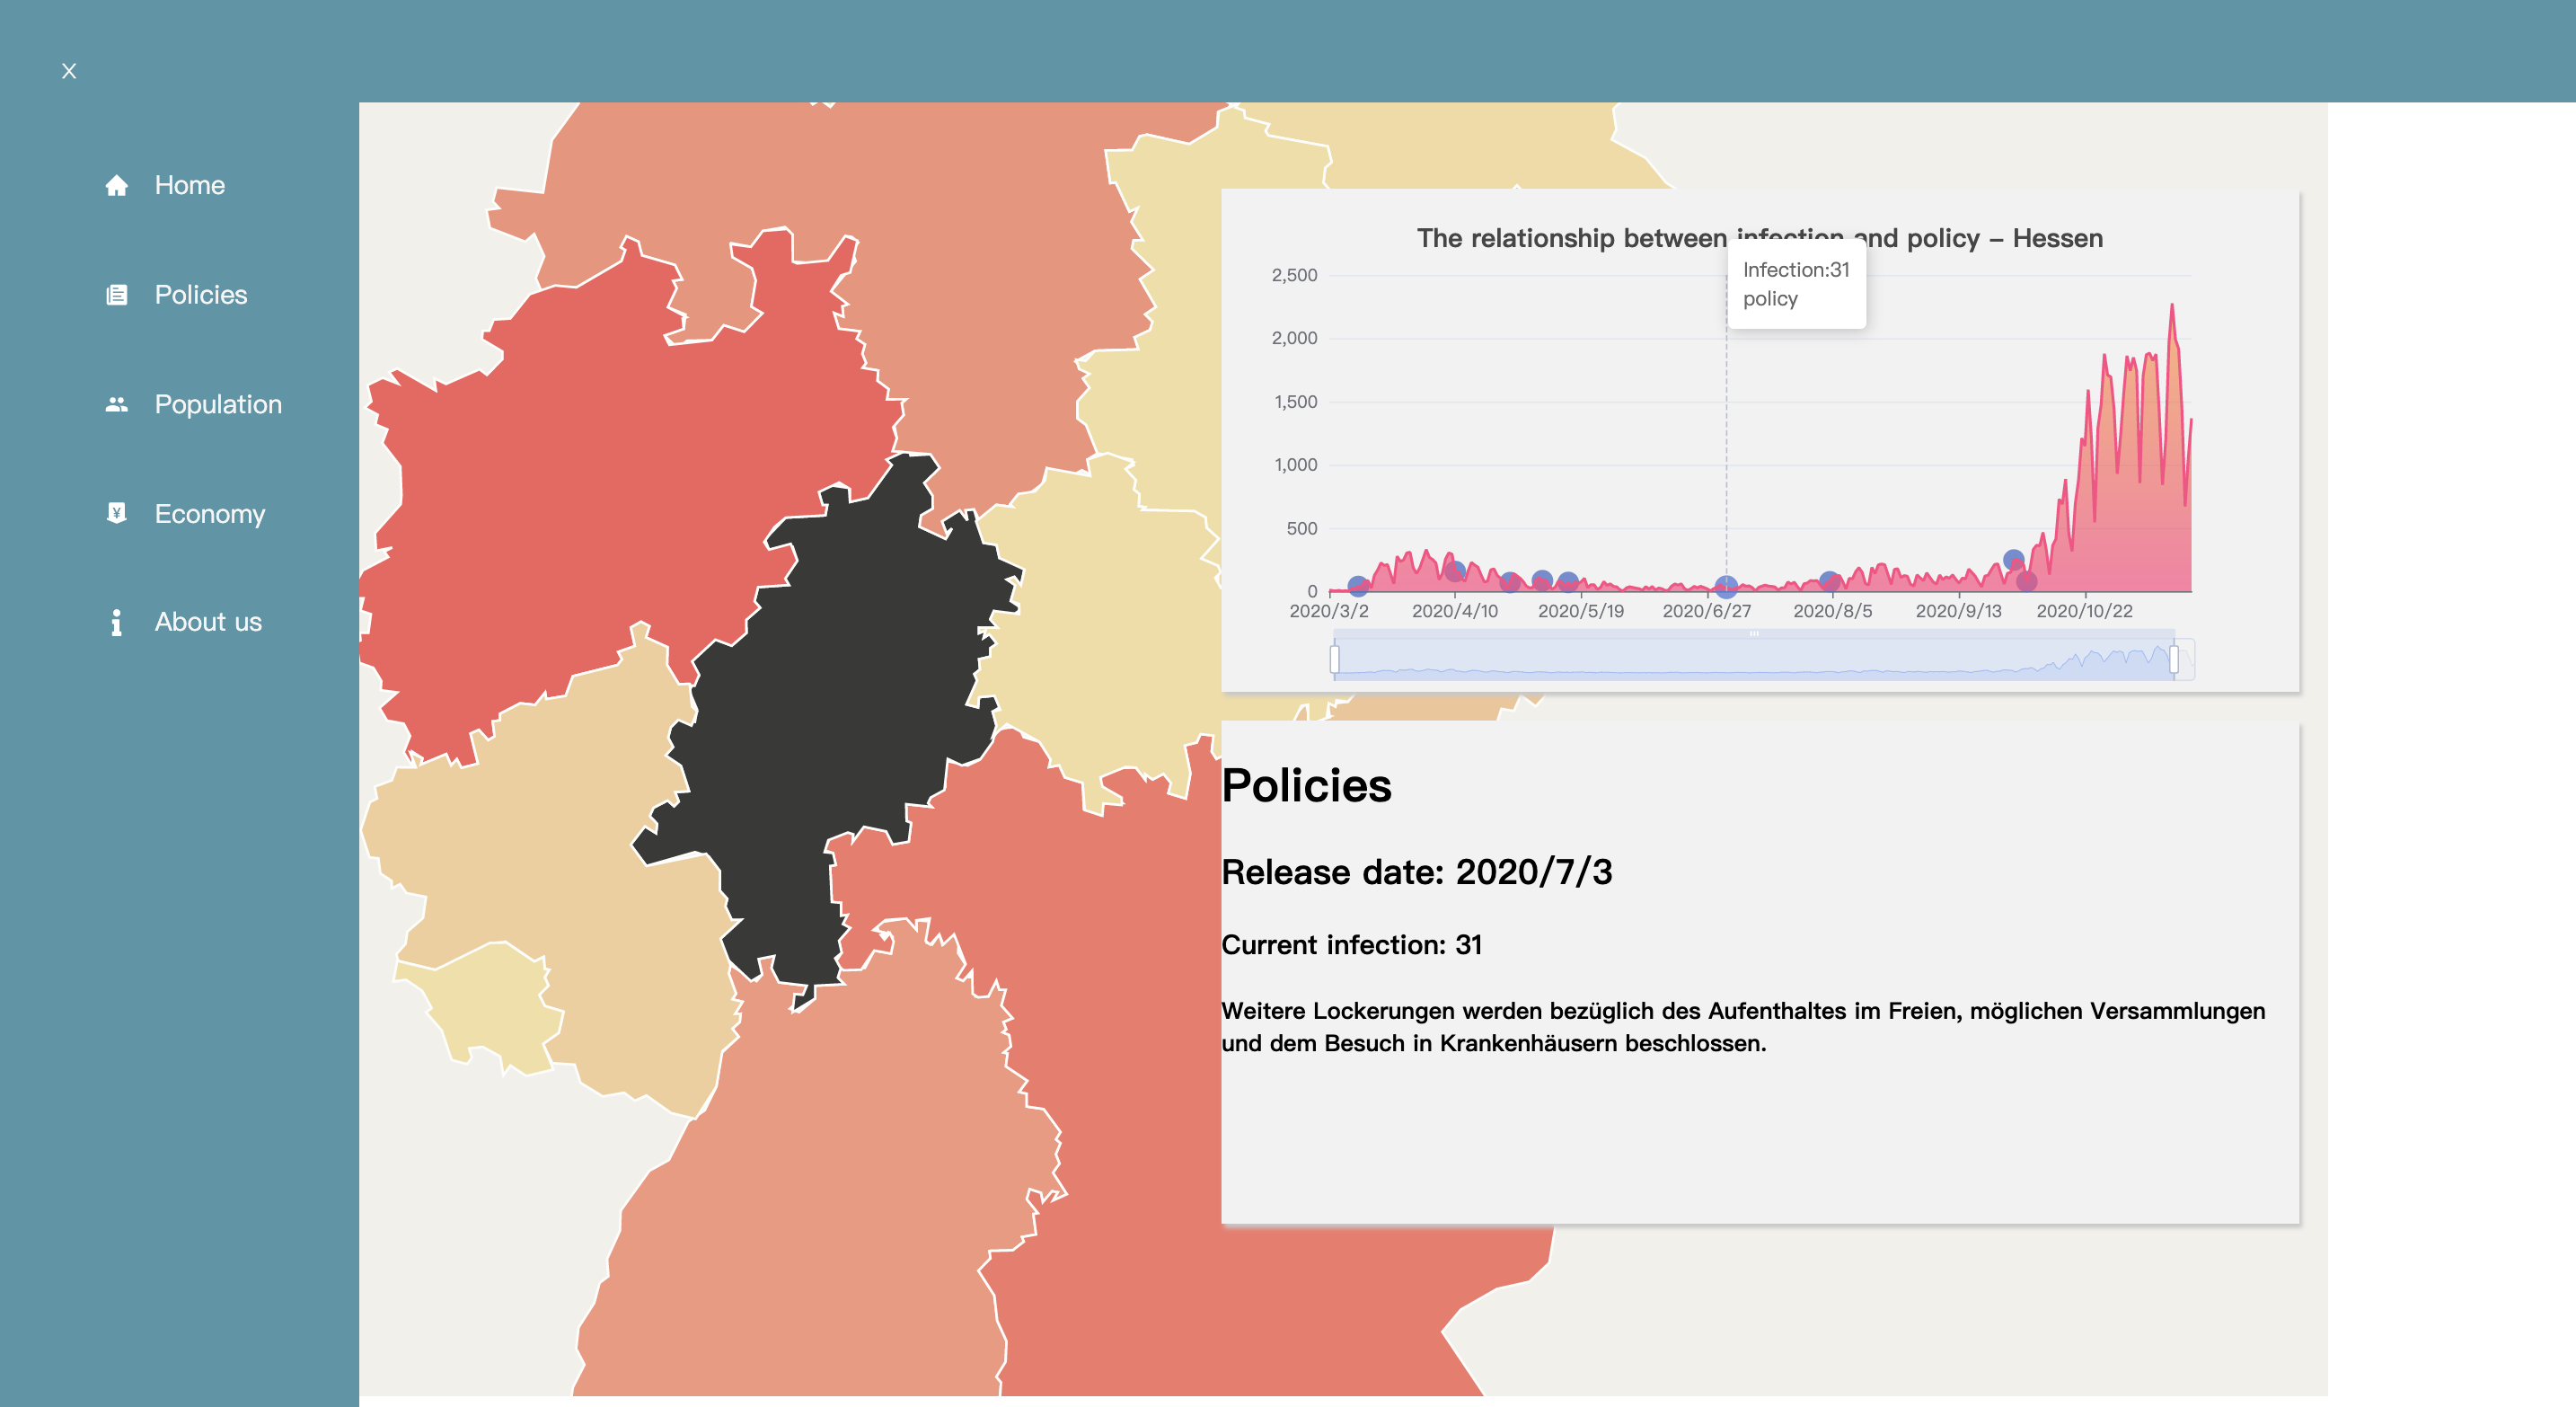 X
Home
Policies
Population
Economy
About us
The relationship between infection and policy – Hessen
Infection:31
policy
2,500
2,000
1,500
1,000
500
0
2020/3/2 2020/4/10 2020/5/19 2020/6/27 2020/8/5 2020/9/13 2020/10/22
Policies
Release date: 2020/7/3
Current infection: 31
Weitere Lockerungen werden bezüglich des Aufenthaltes im Freien, möglichen Versammlungen
und dem Besuch in Krankenhäusern beschlossen.